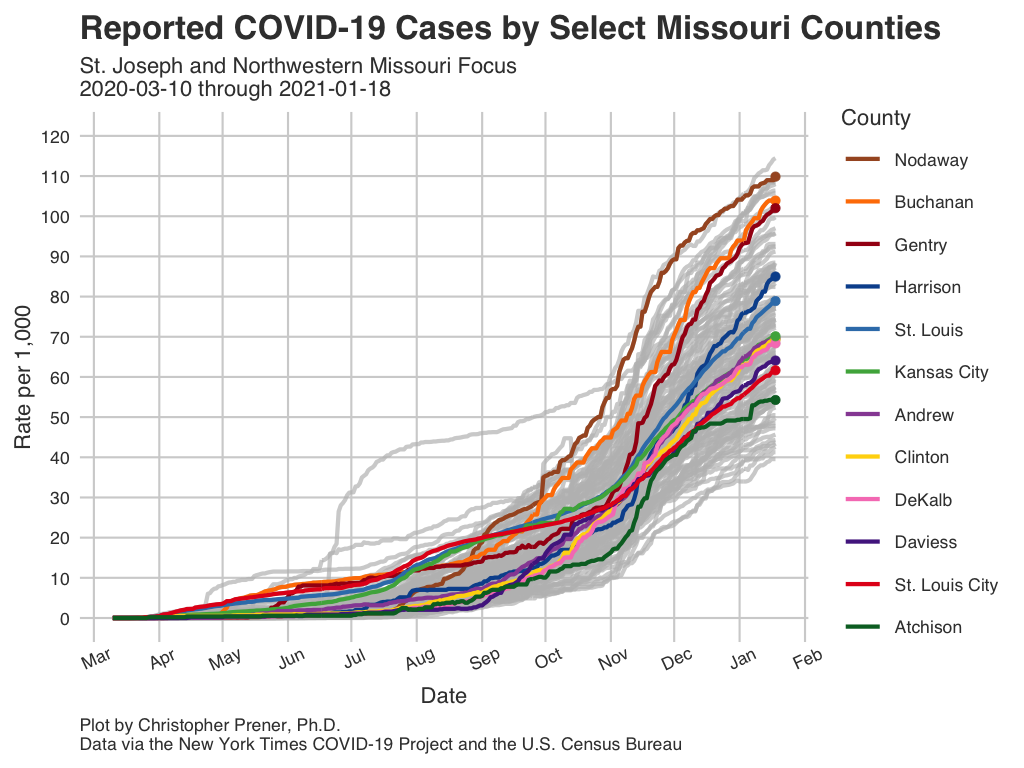 Reported COVID-19 Cases by Select Missouri Counties
St. Joseph and Northwestern Missouri Focus
2020-03-10 through 2021-01-18
County
Nodaway
Buchanan
Gentry
Harrison
St. Louis
Kansas City
Andrew
Clinton
DeKalb
Daviess
St. Louis City
Atchison
Rate per 1,000
120
110
100
90
80
70
60
50
40
30
20
10
0
Mar Apr May Jun Jul Aug Sep Oct Nov Dec Jan Feb
Date
Plot by Christopher Prener, Ph.D.
Data via the New York Times COVID-19 Project and the U.S. Census Bureau